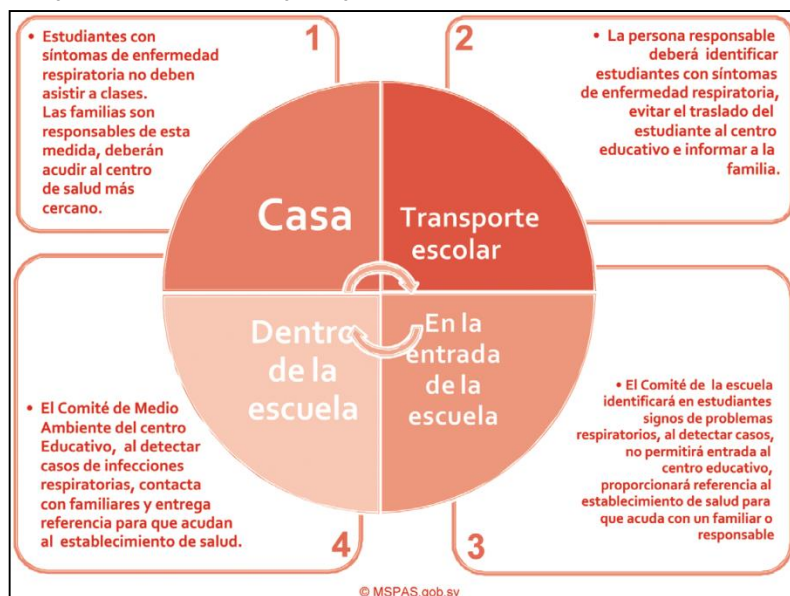 1
• Estudiantes con
síntomas de enfermedad
respiratoria no deben
asistir a clases.
Las familias son
responsables de esta
medida, deberán
acudir al centro
de salud más
cercano.
2
• La persona responsable
deberá identificar
estudiantes con síntomas
de enfermedad respiratoria,
evitar el traslado del
estudiante al centro
educativo e informar a la
familia.
Casa
Transporte
escolar
Dentro
de la
escuela
En la
entrada
de la
escuela
• El Comité de la escuela
identificará en estudiantes
signos de problemas
respiratorios, al detectar casos,
no permitirá entrada al
centro educativo,
proporcionará referencia al
establecimiento de salud para
que acuda con un familiar o
responsable
3
• El Comité de Medio
Ambiente del centro
Educativo, al detectar
casos de infecciones
respiratorias, contacta
con familiares y entrega
referencia para que acudan
al establecimiento de salud.
4
© MSPAS.gob.sv